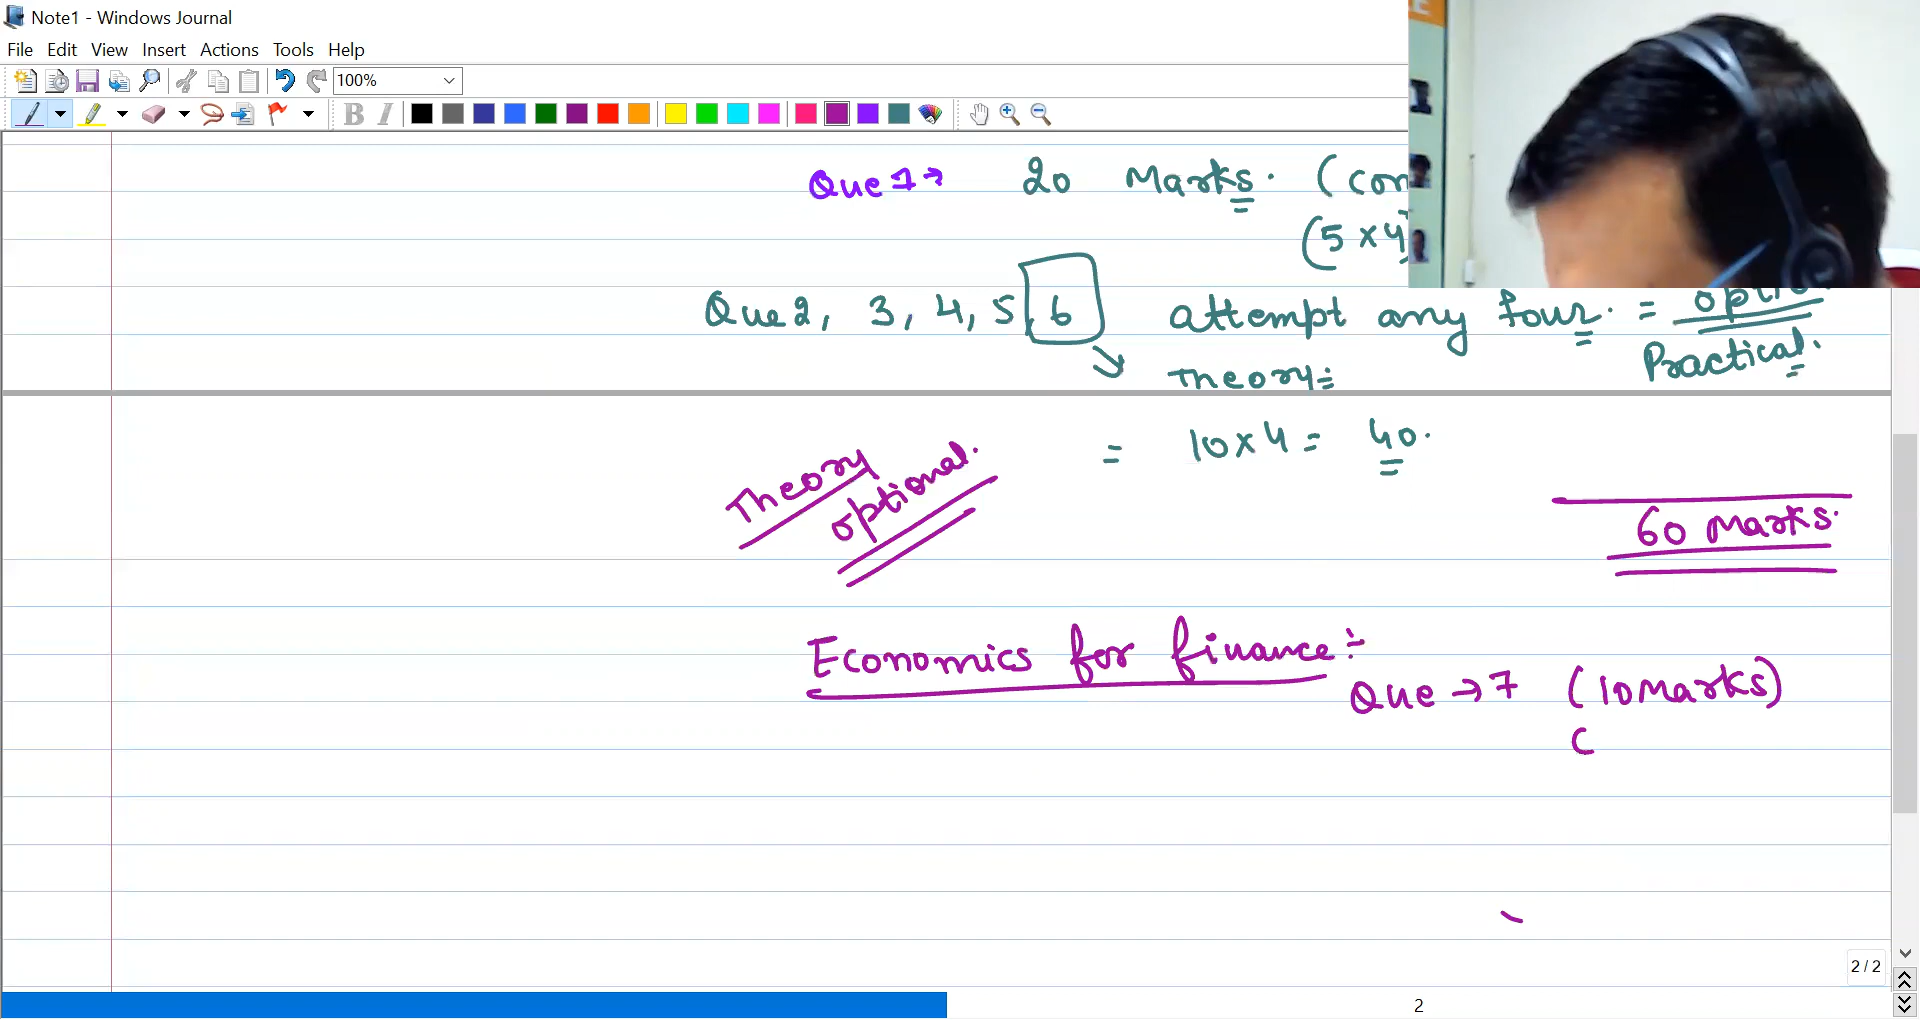 Note1 - Windows Journal
File Edit View Insert Actions Tools Help
100%
B I
Que 1 → 20 Marks. (con
(5 x 4)
Que 2, 3, 4, 5, 6 attempt any four. =
Practical.
Theory:
= 10 x 4 = 40.
Theory
optional.
60 Marks.
Economics for finance :-
Que → 7 (10 Marks)
C
2 / 2
2